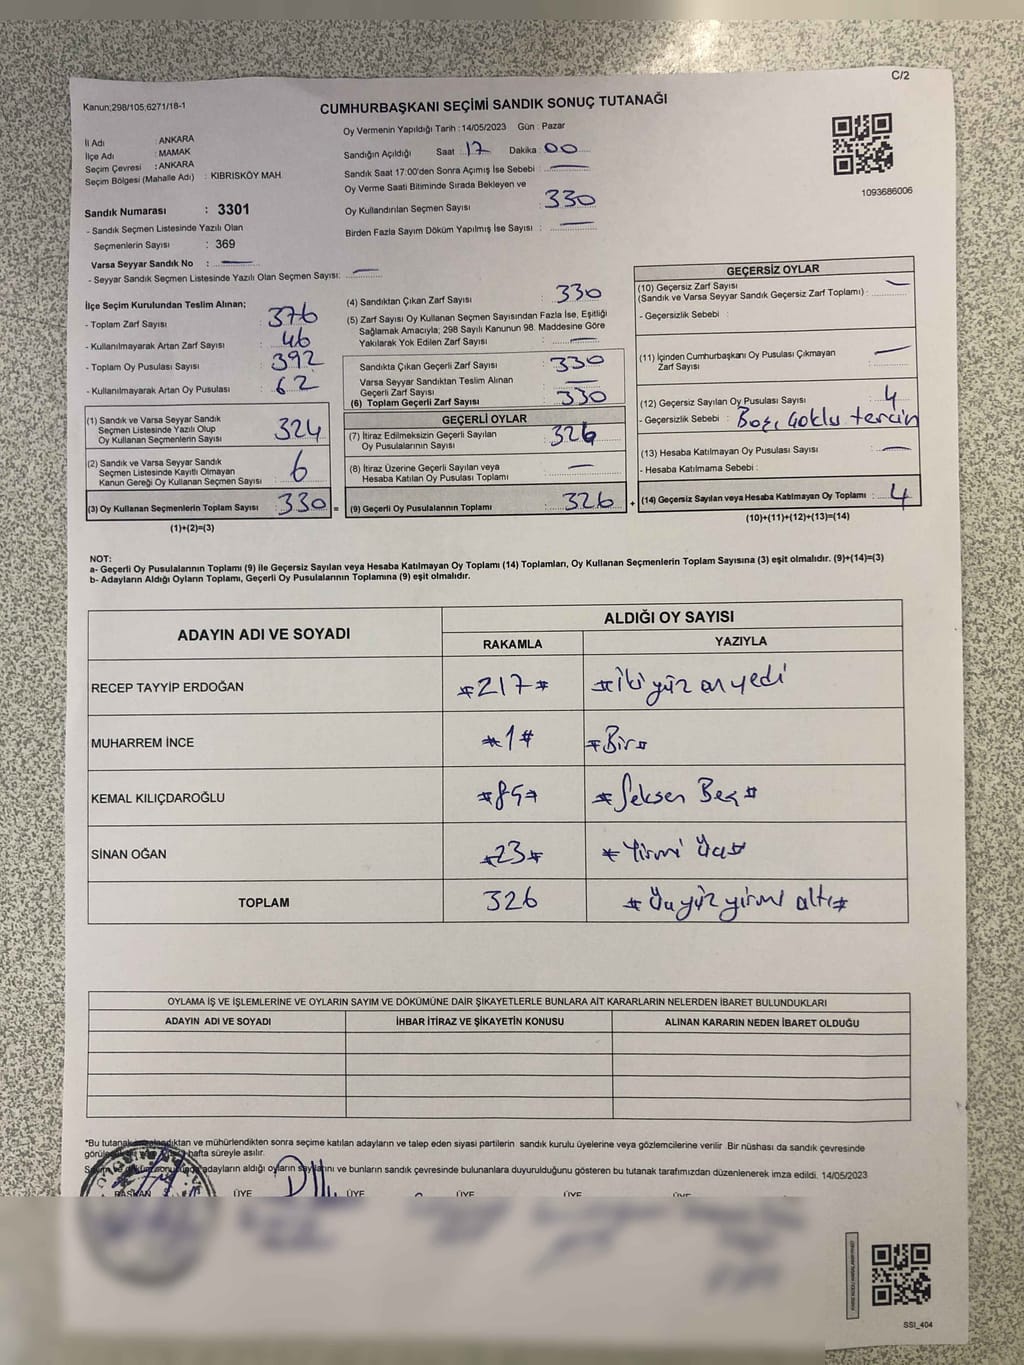 C/2
Kanun;298/105,6271/18-1
CUMHURBAŞKANI SEÇİMİ SANDIK SONUÇ TUTANAĞI
İl Adı : ANKARA
İlçe Adı : MAMAK
Seçim Çevresi : ANKARA
Seçim Bölgesi (Mahalle Adı) : KIBRISKÖY MAH.
Sandık Numarası : 3301
- Sandık Seçmen Listesinde Yazılı Olan
Seçmenlerin Sayısı : 369
Varsa Seyyar Sandık No : —
- Seyyar Sandık Seçmen Listesinde Yazılı Olan Seçmen Sayısı: —
Oy Vermenin Yapıldığı Tarih : 14/05/2023 Gün : Pazar
Sandığın Açıldığı Saat : 17 Dakika : 00
Sandık Saat 17:00'den Sonra Açımış İse Sebebi : —
Oy Verme Saati Bitiminde Sırada Bekleyen ve
Oy Kullandırılan Seçmen Sayısı : 330
Birden Fazla Sayım Döküm Yapılmış İse Sayısı : —
1093686006
İlçe Seçim Kurulundan Teslim Alınan;
- Toplam Zarf Sayısı : 376
- Kullanılmayarak Artan Zarf Sayısı : 46
- Toplam Oy Pusulası Sayısı : 392
- Kullanılmayarak Artan Oy Pusulası : 62
(1) Sandık ve Varsa Seyyar Sandık
Seçmen Listesinde Yazılı Olup
Oy Kullanan Seçmenlerin Sayısı : 324
(2) Sandık ve Varsa Seyyar Sandık
Seçmen Listesinde Kayıtlı Olmayan
Kanun Gereği Oy Kullanan Seçmen Sayısı : 6
(3) Oy Kullanan Seçmenlerin Toplam Sayısı : 330 =
(1)+(2)=(3)
(4) Sandıktan Çıkan Zarf Sayısı : 330
(5) Zarf Sayısı Oy Kullanan Seçmen Sayısından Fazla İse, Eşitliği
Sağlamak Amacıyla; 298 Sayılı Kanunun 98. Maddesine Göre
Yakılarak Yok Edilen Zarf Sayısı : —
Sandıkta Çıkan Geçerli Zarf Sayısı : 330
Varsa Seyyar Sandıktan Teslim Alınan
Geçerli Zarf Sayısı : —
(6) Toplam Geçerli Zarf Sayısı : 330
GEÇERLİ OYLAR
(7) İtiraz Edilmeksizin Geçerli Sayılan
Oy Pusulalarının Sayısı : 326
(8) İtiraz Üzerine Geçerli Sayılan veya
Hesaba Katılan Oy Pusulası Toplamı : —
(9) Geçerli Oy Pusulalarının Toplamı : 326 +
GEÇERSİZ OYLAR
(10) Geçersiz Zarf Sayısı
(Sandık ve Varsa Seyyar Sandık Geçersiz Zarf Toplamı) : —
- Geçersizlik Sebebi :
(11) İçinden Cumhurbaşkanı Oy Pusulası Çıkmayan
Zarf Sayısı : —
(12) Geçersiz Sayılan Oy Pusulası Sayısı : 4
- Geçersizlik Sebebi : Boş, Çoklu tercih
(13) Hesaba Katılmayan Oy Pusulası Sayısı : —
- Hesaba Katılmama Sebebi :
(14) Geçersiz Sayılan veya Hesaba Katılmayan Oy Toplamı : 4
(10)+(11)+(12)+(13)=(14)
NOT:
a- Geçerli Oy Pusulalarının Toplamı (9) ile Geçersiz Sayılan veya Hesaba Katılmayan Oy Toplamı (14) Toplamları, Oy Kullanan Seçmenlerin Toplam Sayısına (3) eşit olmalıdır. (9)+(14)=(3)
b- Adayların Aldığı Oyların Toplamı, Geçerli Oy Pusulalarının Toplamına (9) eşit olmalıdır.
ADAYIN ADI VE SOYADI ALDIĞI OY SAYISI
RAKAMLA YAZIYLA
RECEP TAYYİP ERDOĞAN #217# #iki yüz on yedi
MUHARREM İNCE #1# #Bir#
KEMAL KILIÇDAROĞLU #85# #Seksen Beş#
SİNAN OĞAN #23# #Yirmi Üç#
TOPLAM 326 #Üçyüz yirmi altı#
OYLAMA İŞ VE İŞLEMLERİNE VE OYLARIN SAYIM VE DÖKÜMÜNE DAİR ŞİKAYETLERLE BUNLARA AİT KARARLARIN NELERDEN İBARET BULUNDUKLARI
ADAYIN ADI VE SOYADI İHBAR İTİRAZ VE ŞİKAYETİN KONUSU ALINAN KARARIN NEDEN İBARET OLDUĞU
*Bu tutanak imzalandıktan ve mühürlendikten sonra seçime katılan adayların ve talep eden siyasi partilerin sandık kurulu üyelerine veya gözlemcilerine verilir .Bir nüshası da sandık çevresinde
hafta süreyle asılır.
adayların aldığı oyların sayılarını ve bunların sandık çevresinde bulunanlara duyurulduğunu gösteren bu tutanak tarafımızdan düzenlenerek imza edildi. 14/05/2023
BAŞKAN ÜYE ÜYE ÜYE ÜYE ÜYE
SSI_404